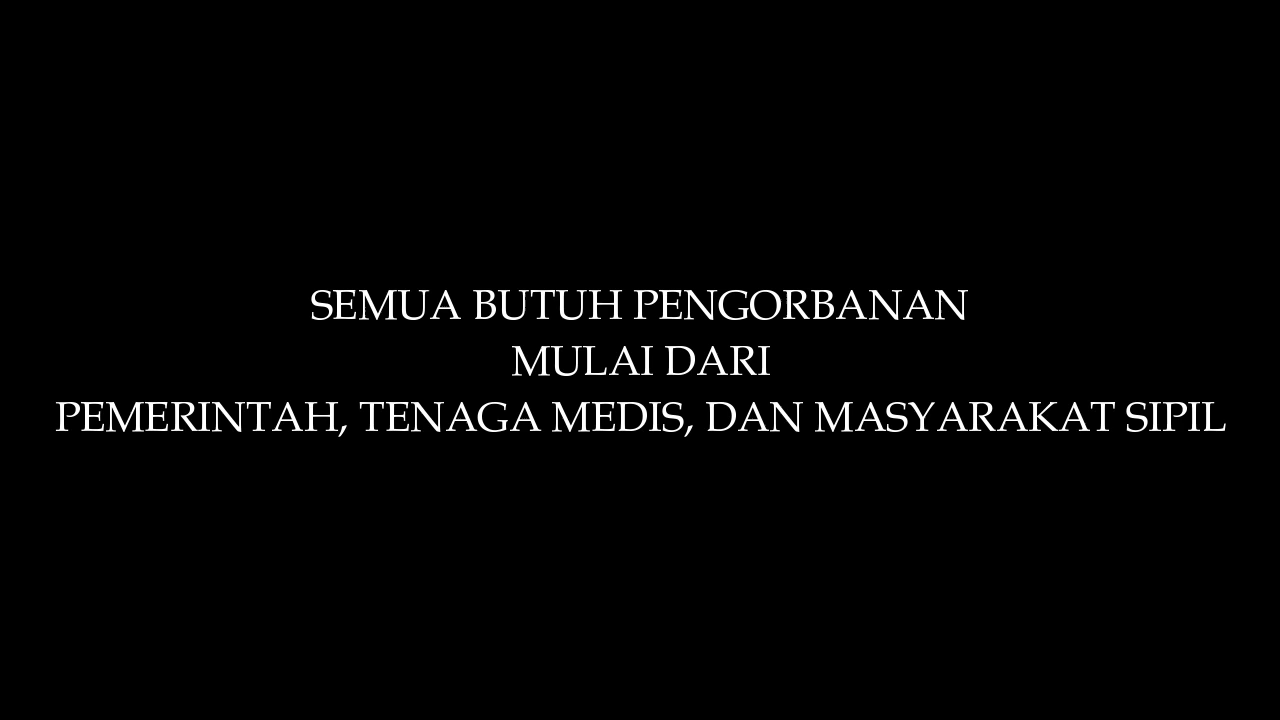 SEMUA BUTUH PENGORBANAN
MULAI DARI
PEMERINTAH, TENAGA MEDIS, DAN MASYARAKAT SIPIL